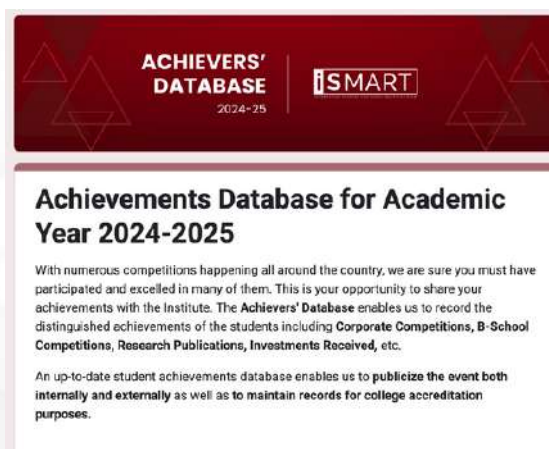 ACHIEVERS'
DATABASE
2024-25
iSMART
Achievements Database for Academic
Year 2024-2025
With numerous competitions happening all around the country, we are sure you must have
participated and excelled in many of them. This is your opportunity to share your
achievements with the Institute. The Achievers' Database enables us to record the
distinguished achievements of the students including Corporate Competitions, B-School
Competitions, Research Publications, Investments Received, etc.
An up-to-date student achievements database enables us to publicize the event both
internally and externally as well as to maintain records for college accreditation
purposes.